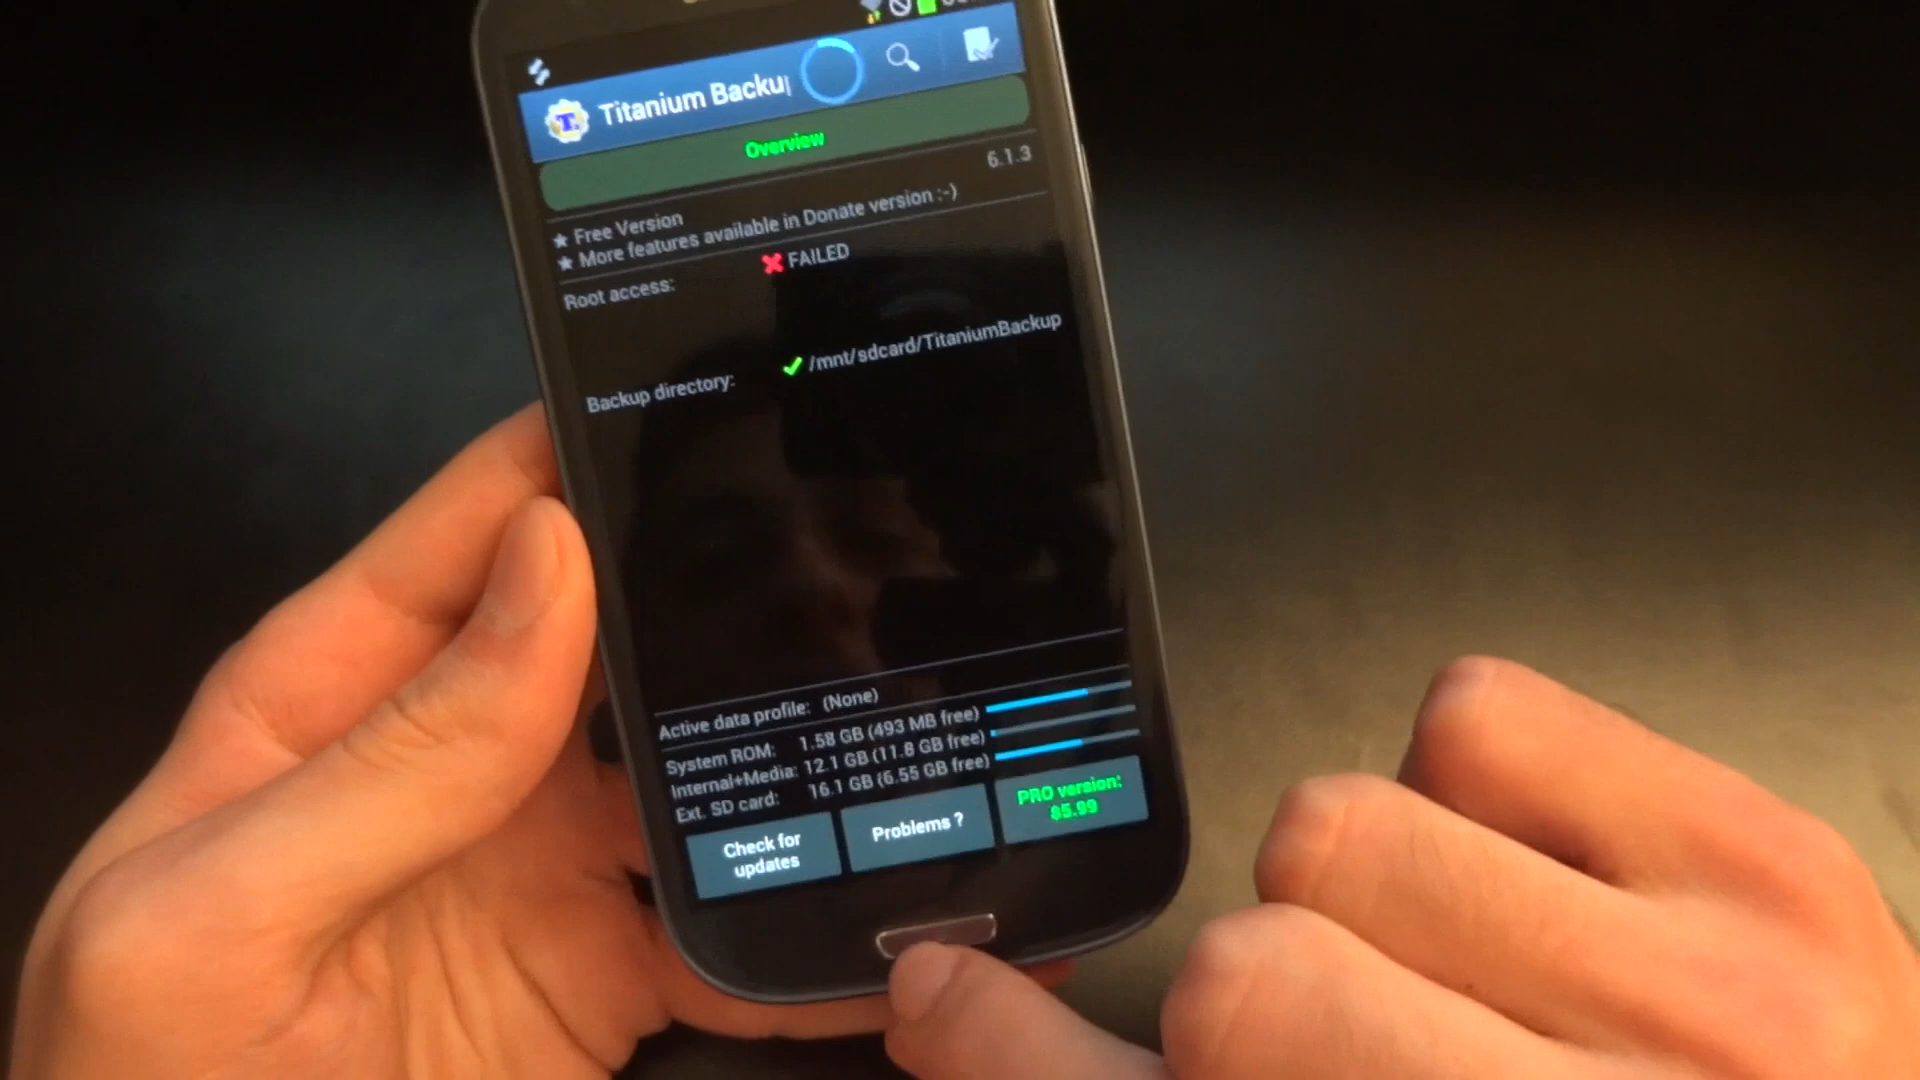 Titanium Backup
Overview
6.1.3
★ Free Version
★ More features available in Donate version :-)
Root access: ✘ FAILED
Backup directory: ✔ /mnt/sdcard/TitaniumBackup
Active data profile: (None)
System ROM: 1.58 GB (493 MB free)
Internal+Media: 12.1 GB (11.8 GB free)
Ext. SD card: 16.1 GB (6.55 GB free)
Check for
updates
Problems ?
PRO version:
$5.99